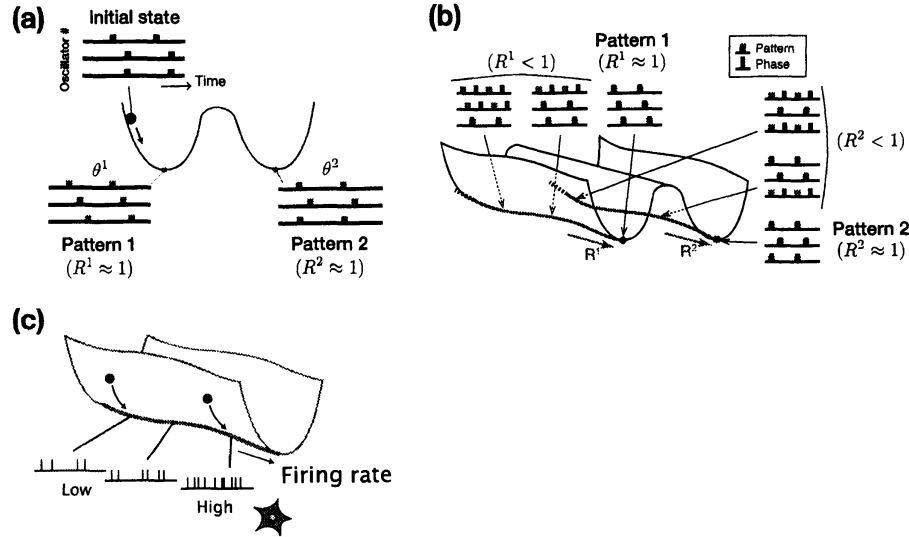 (a)
Initial state
Oscillator #
Time
θ¹
θ²
Pattern 1
(R¹ ≈ 1)
Pattern 2
(R² ≈ 1)
(b)
Pattern 1
(R¹ < 1)
(R¹ ≈ 1)
Pattern
Phase
(R² < 1)
R¹
R²
Pattern 2
(R² ≈ 1)
(c)
Low
High
Firing rate